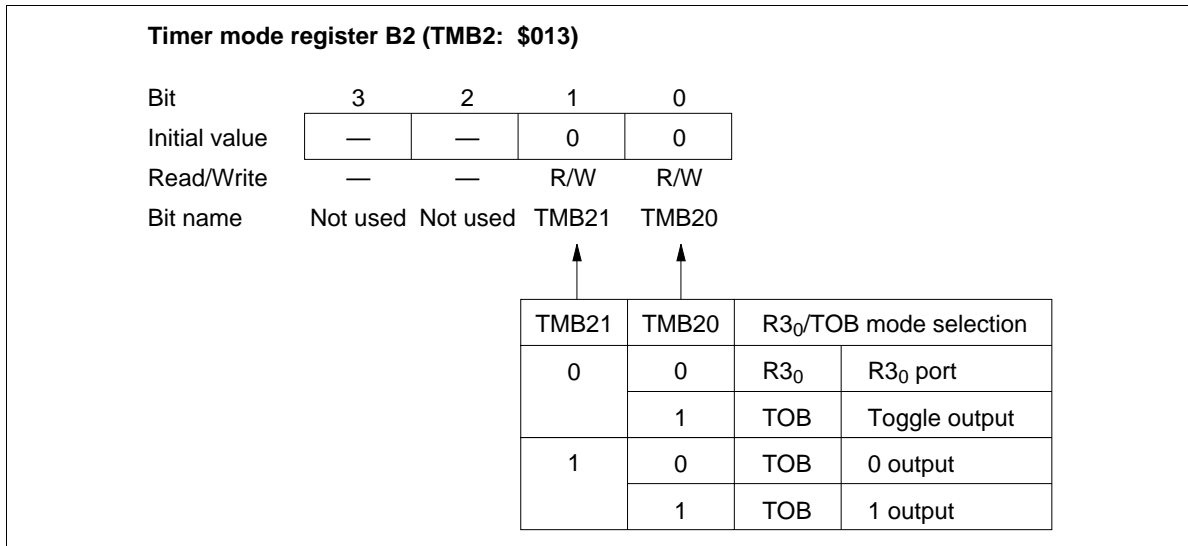 Timer mode register B2 (TMB2: $013)
Bit 3 2 1 0
Initial value — — 0 0
Read/Write — — R/W R/W
Bit name Not used Not used TMB21 TMB20
TMB21 TMB20 R3₀/TOB mode selection
0 0 R3₀ R3₀ port
1 TOB Toggle output
1 0 TOB 0 output
1 TOB 1 output